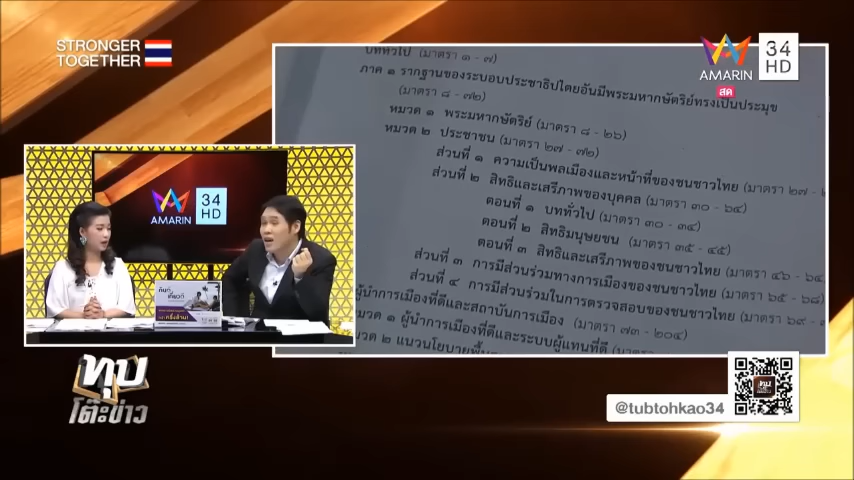 STRONGER
TOGETHER
AMARIN
สด
34
HD
บททั่วไป (มาตรา ๑ - ๗)
ภาค ๑ รากฐานของระบอบประชาธิปไตยอันมีพระมหากษัตริย์ทรงเป็นประมุข
(มาตรา ๘ - ๗๒)
หมวด ๑ พระมหากษัตริย์ (มาตรา ๘ - ๒๖)
หมวด ๒ ประชาชน (มาตรา ๒๗ - ๗๒)
ส่วนที่ ๑ ความเป็นพลเมืองและหน้าที่ของชนชาวไทย (มาตรา ๒๗ -
ส่วนที่ ๒ สิทธิและเสรีภาพของบุคคล (มาตรา ๓๐ - ๖๔)
ตอนที่ ๑ บททั่วไป (มาตรา ๓๐ - ๓๔)
ตอนที่ ๒ สิทธิมนุษยชน (มาตรา ๓๕ - ๔๕)
ตอนที่ ๓ สิทธิและเสรีภาพของชนชาวไทย (มาตรา ๔๖ - ๖๔
ส่วนที่ ๓ การมีส่วนร่วมทางการเมืองของชนชาวไทย (มาตรา ๖๕ - ๖๘)
ส่วนที่ ๔ การมีส่วนร่วมในการตรวจสอบของชนชาวไทย (มาตรา ๖๙ -
ผู้นำการเมืองที่ดีและสถาบันการเมือง (มาตรา ๗๓ - ๒๐๔)
หมวด ๑ ผู้นำการเมืองที่ดีและระบบผู้แทนที่ดี
หมวด ๒ แนวนโยบาย
AMARIN
34
HD
ทุบ
โต๊ะข่าว
@tubtohkao34